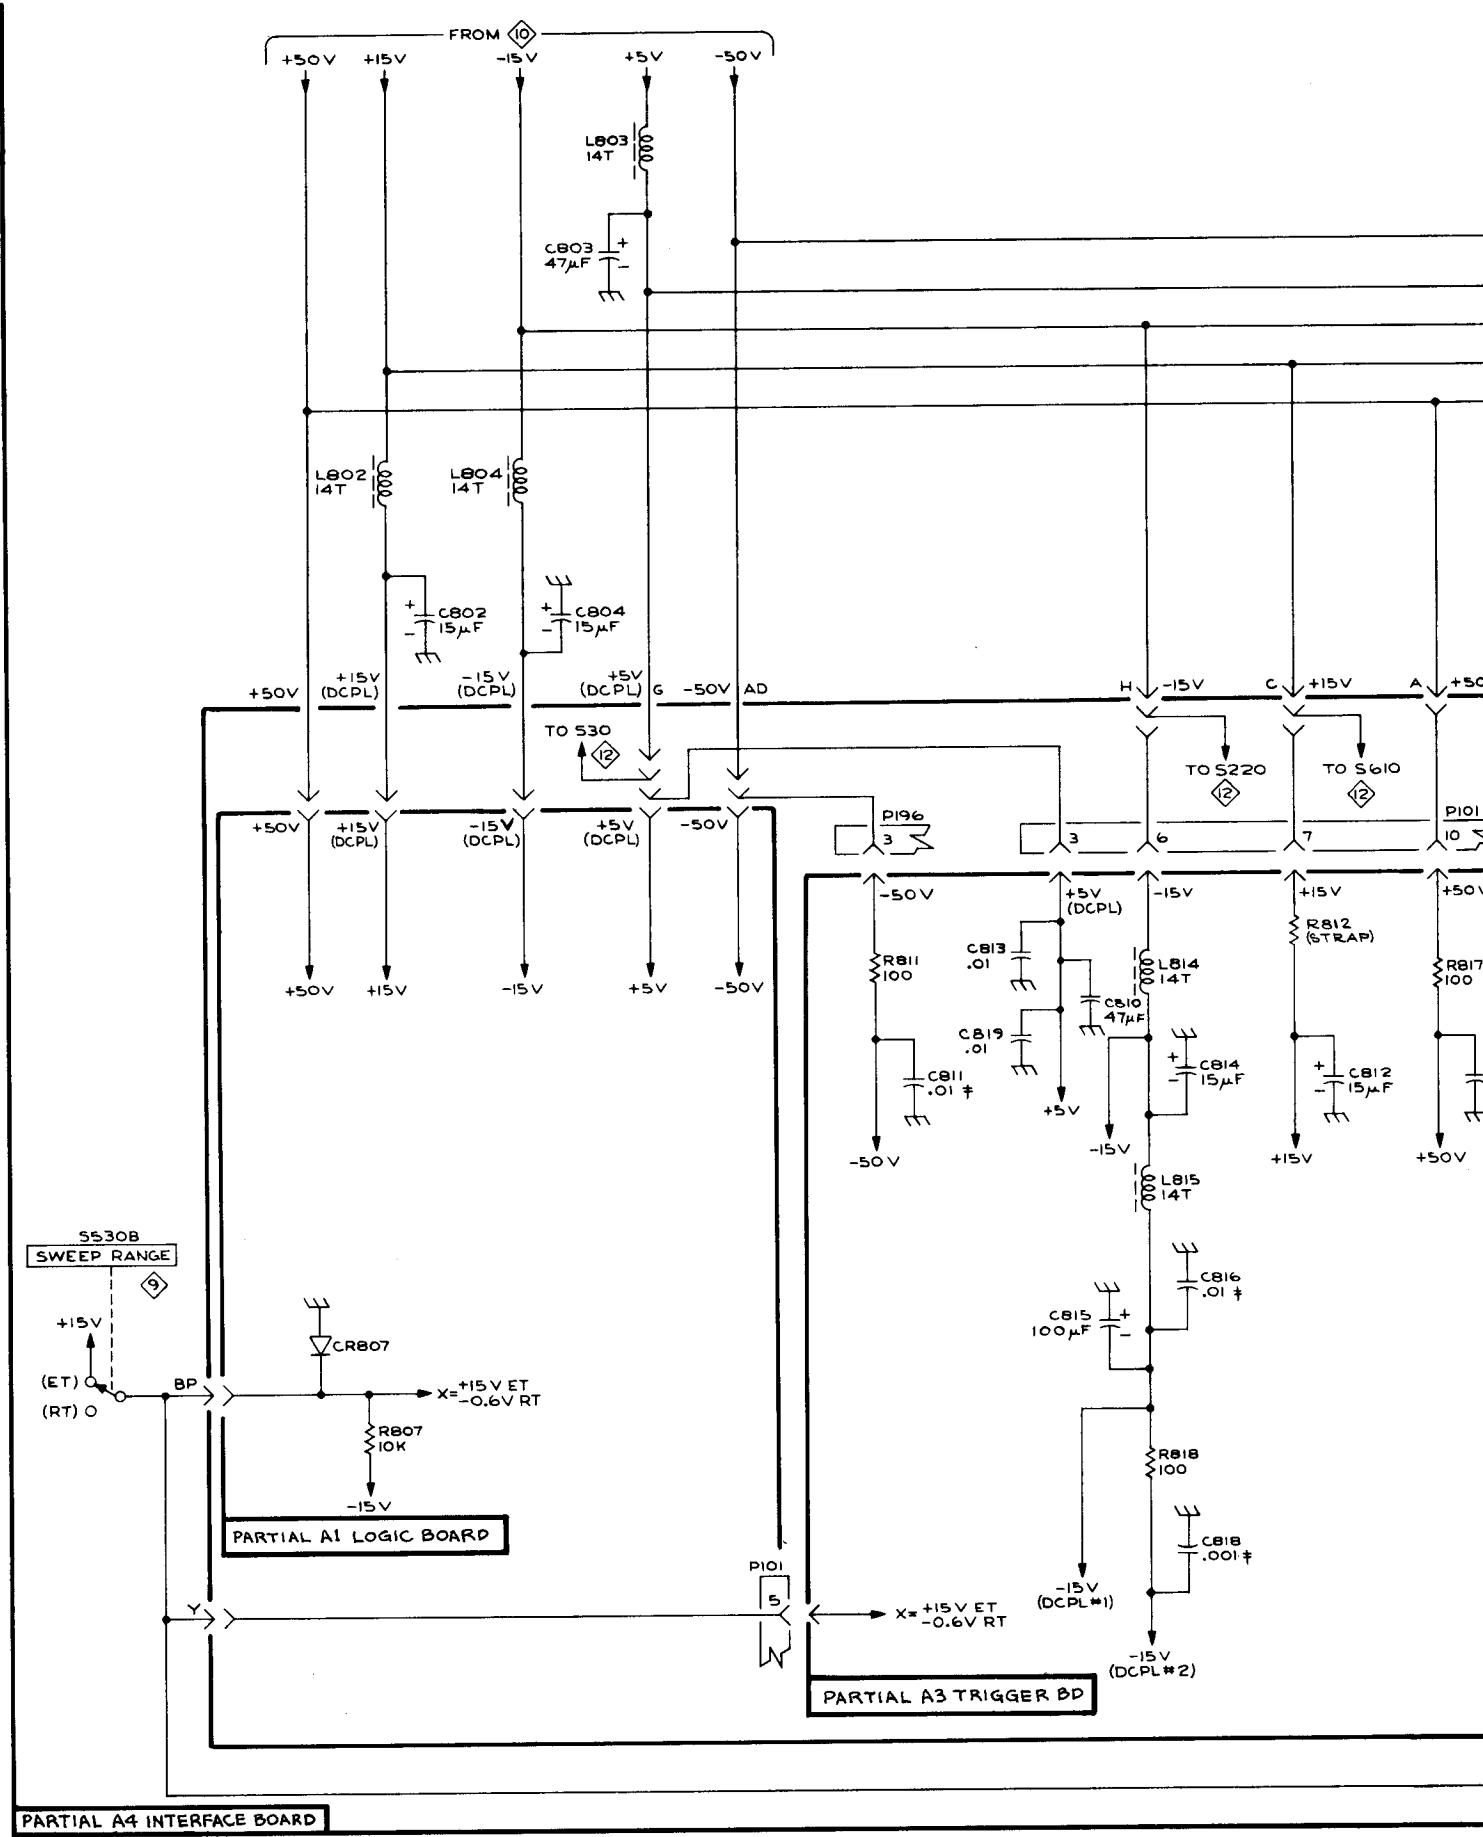 FROM 10
+50V +15V -15V +5V -50V
L803
14T
C803
47µF
+
-
L802
14T
L804
14T
+
-
C802
15µF
+
-
C804
15µF
+50V
+15V
(DCPL)
-15V
(DCPL)
+5V
(DCPL)
G
-50V
AD
H
-15V
C
+15V
A
TO S30
12
TO S220
12
TO S610
12
+50V
+15V
(DCPL)
-15V
(DCPL)
+5V
(DCPL)
-50V
P196
3
3
6
7
P101
10
-50V
+5V
(DCPL)
-15V
+15V
R812
(STRAP)
C813
.01
R811
100
L814
14T
R817
100
+50V +15V -15V +5V -50V
C810
47µF
C819
.01
C811
.01 ‡
+
-
C814
15µF
+
-
C812
15µF
+5V
-15V
-50V
+15V
+50V
L815
14T
S530B
SWEEP RANGE
9
C816
.01 ‡
C815
100µF
+
-
+15V
CR807
(ET)
BP
X= +15V ET
-0.6V RT
(RT)
R807
10K
R818
100
-15V
PARTIAL A1 LOGIC BOARD
C818
.001 ‡
P101
5
-15V
(DCPL#1)
Y
X= +15V ET
-0.6V RT
-15V
(DCPL#2)
PARTIAL A3 TRIGGER BD
PARTIAL A4 INTERFACE BOARD